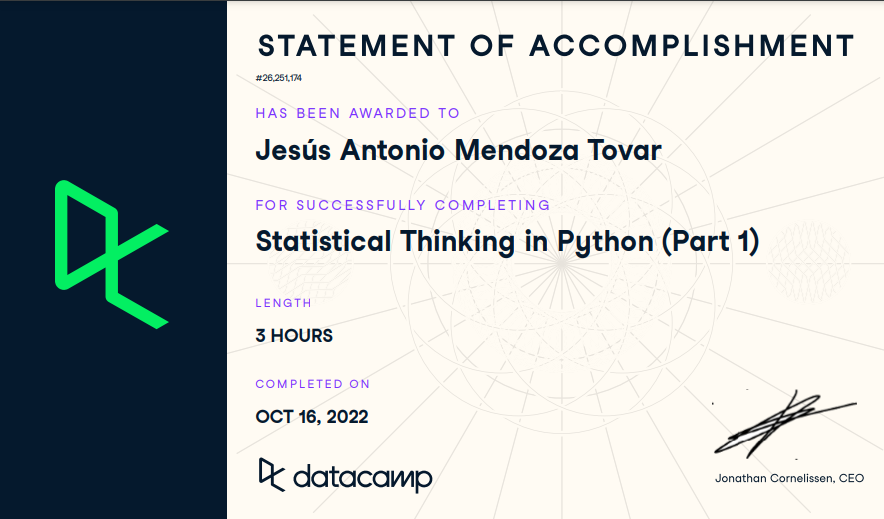 STATEMENT OF ACCOMPLISHMENT
#26,251,174
HAS BEEN AWARDED TO
Jesús Antonio Mendoza Tovar
FOR SUCCESSFULLY COMPLETING
Statistical Thinking in Python (Part 1)
LENGTH
3 HOURS
COMPLETED ON
OCT 16, 2022
datacamp
Jonathan Cornelissen, CEO